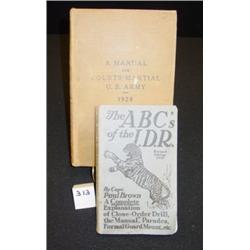 A MANUAL
FOR
COURTS-MARTIAL
U. S. ARMY
1928
The ABC's
of the I.D.R.
By Capt.
Paul Brown
A Complete
Explanation
of Close-Order Drill,
the Manual, Parades,
Formal Guard Mount, etc.
313